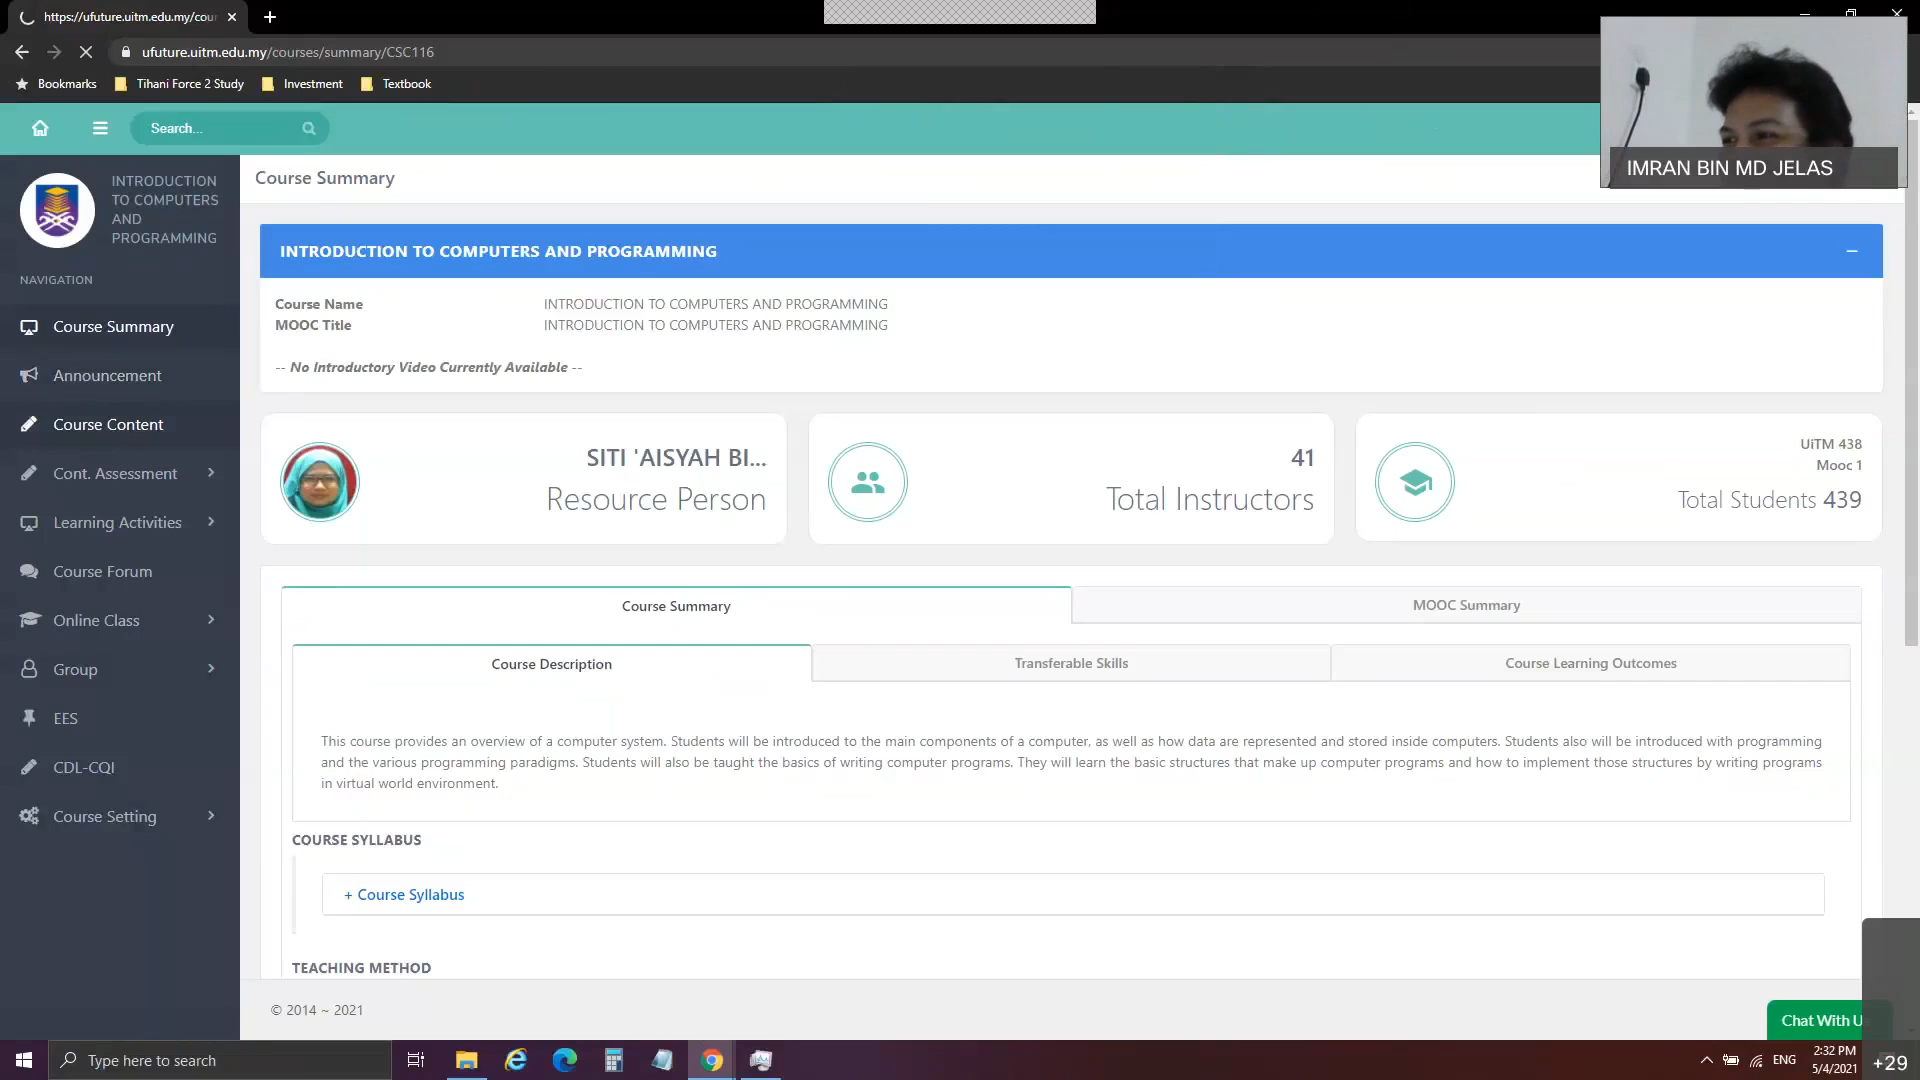 https://ufuture.uitm.edu.my/cour
ufuture.uitm.edu.my/courses/summary/CSC116
Bookmarks
Tihani Force 2 Study
Investment
Textbook
Search...
IMRAN BIN MD JELAS
INTRODUCTION
TO COMPUTERS
AND
PROGRAMMING
NAVIGATION
Course Summary
Announcement
Course Content
Cont. Assessment
Learning Activities
Course Forum
Online Class
Group
EES
CDL-CQI
Course Setting
Course Summary
INTRODUCTION TO COMPUTERS AND PROGRAMMING
Course Name INTRODUCTION TO COMPUTERS AND PROGRAMMING
MOOC Title INTRODUCTION TO COMPUTERS AND PROGRAMMING
-- No Introductory Video Currently Available --
SITI 'AISYAH BI...
Resource Person
41
Total Instructors
UiTM 438
Mooc 1
Total Students 439
Course Summary
MOOC Summary
Course Description
Transferable Skills
Course Learning Outcomes
This course provides an overview of a computer system. Students will be introduced to the main components of a computer, as well as how data are represented and stored inside computers. Students also will be introduced with programming
and the various programming paradigms. Students will also be taught the basics of writing computer programs. They will learn the basic structures that make up computer programs and how to implement those structures by writing programs
in virtual world environment.
COURSE SYLLABUS
+ Course Syllabus
TEACHING METHOD
© 2014 ~ 2021
Chat With U
Type here to search
ENG
2:32 PM
5/4/2021
+29